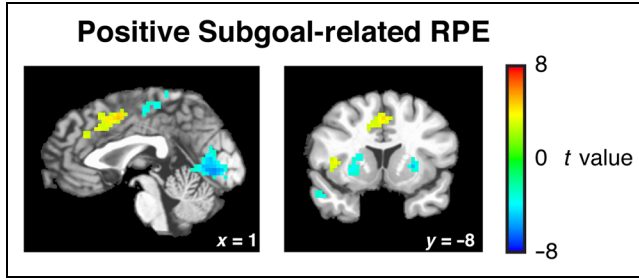 Positive Subgoal-related RPE
8
0 t value
-8
x = 1
y = -8